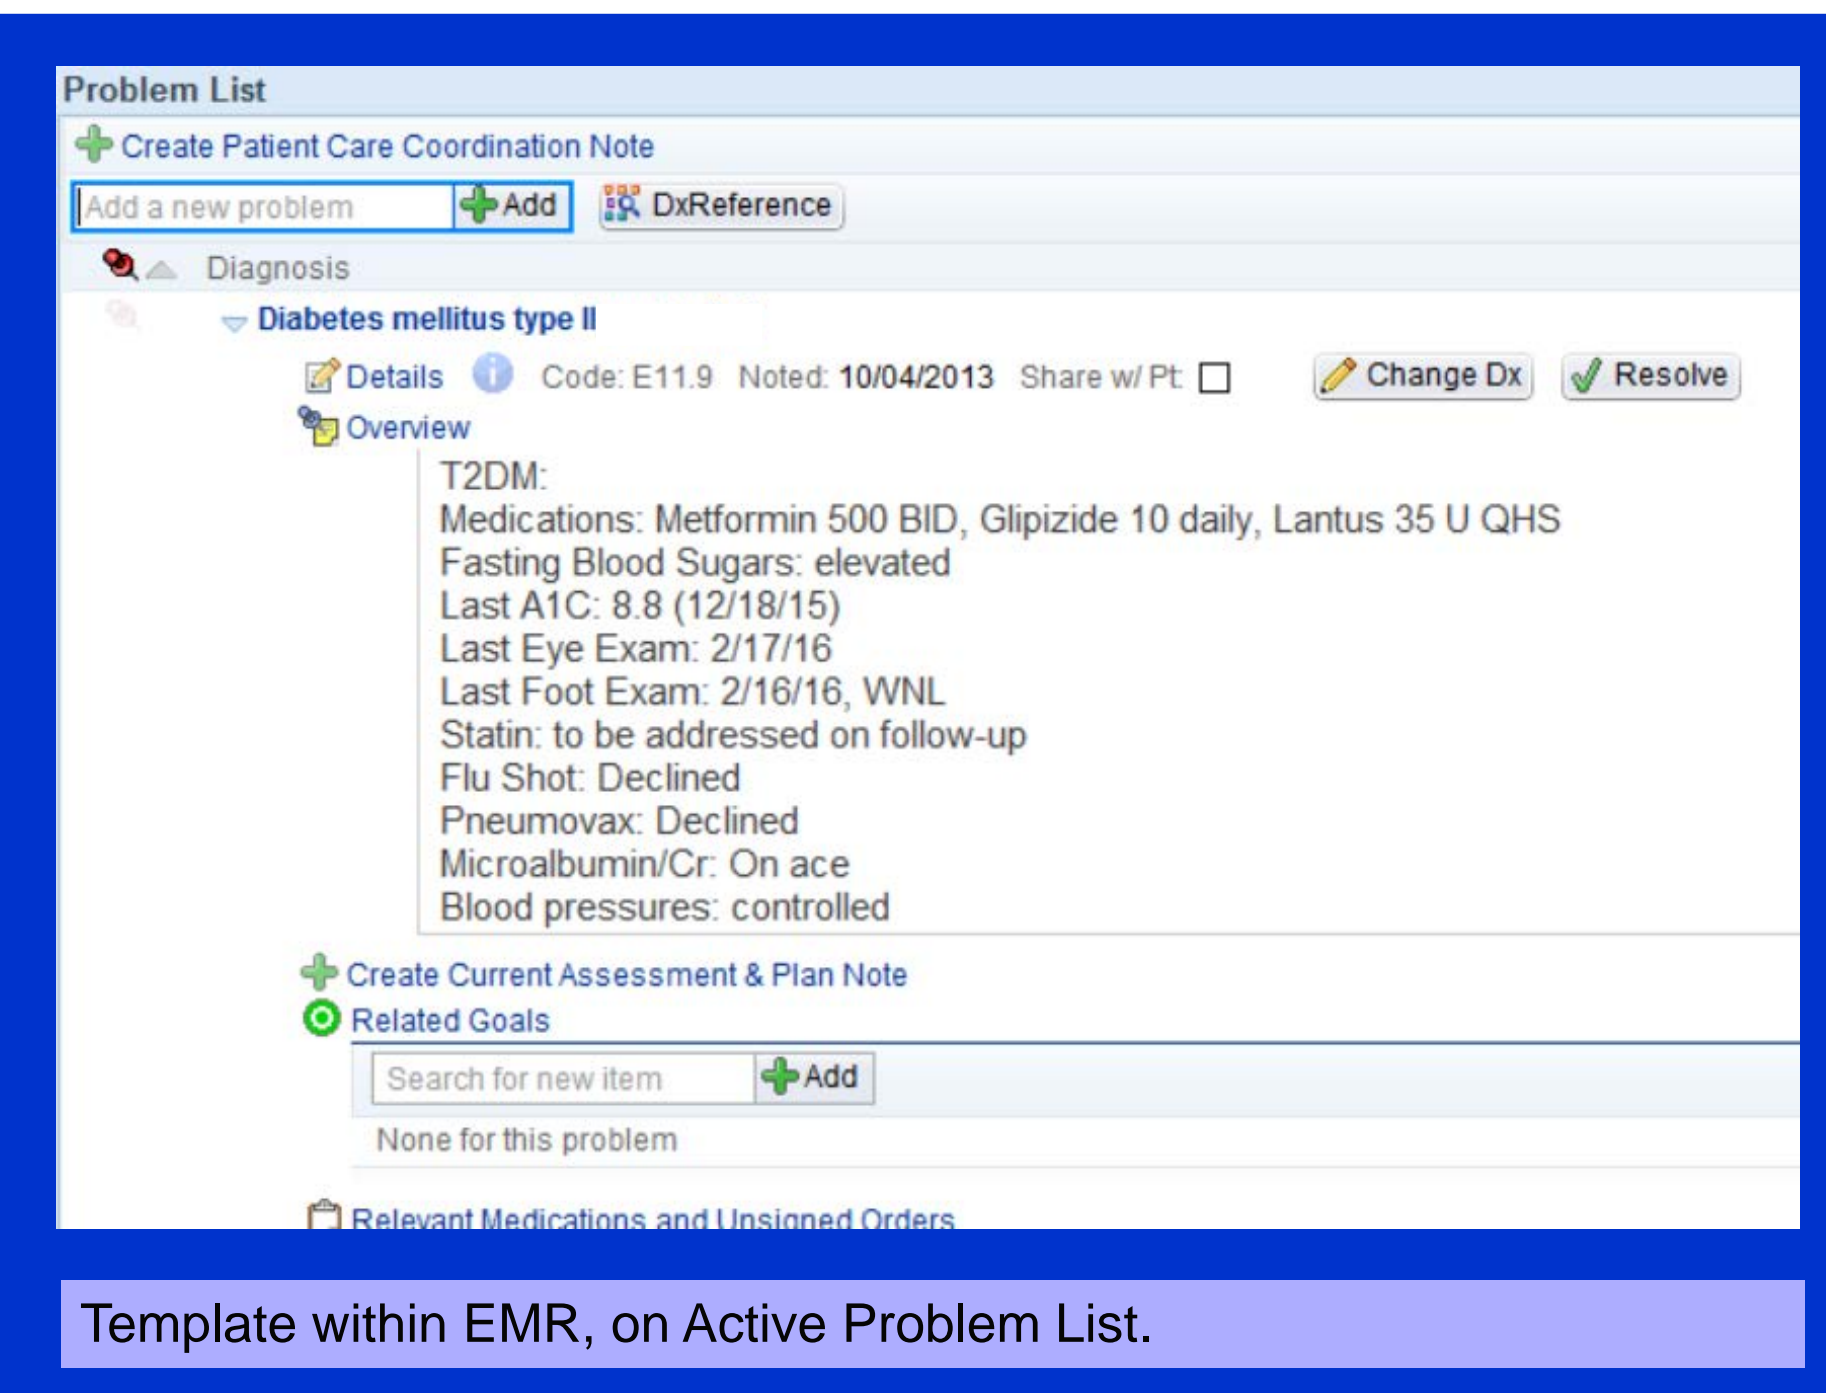 Problem List
Create Patient Care Coordination Note
Add a new problem Add DxReference
Diagnosis
Diabetes mellitus type II
Details Code: E11.9 Noted: 10/04/2013 Share w/ Pt: Change Dx Resolve
Overview
T2DM:
Medications: Metformin 500 BID, Glipizide 10 daily, Lantus 35 U QHS
Fasting Blood Sugars: elevated
Last A1C: 8.8 (12/18/15)
Last Eye Exam: 2/17/16
Last Foot Exam: 2/16/16, WNL
Statin: to be addressed on follow-up
Flu Shot: Declined
Pneumovax: Declined
Microalbumin/Cr: On ace
Blood pressures: controlled
Create Current Assessment & Plan Note
Related Goals
Search for new item Add
None for this problem
Relevant Medications and Unsigned Orders
Template within EMR, on Active Problem List.